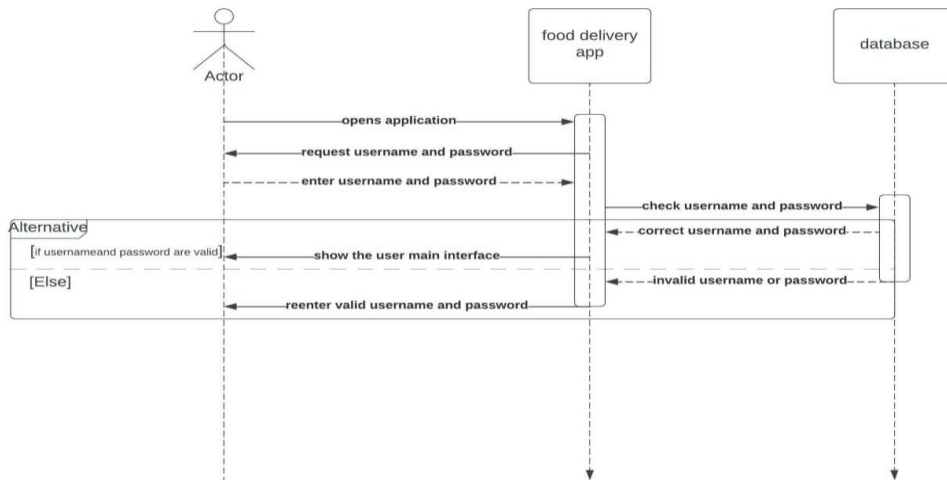 food delivery
app
database
Actor
opens application
request username and password
enter username and password
check username and password
Alternative
correct username and password
[if usernameand password are valid]
show the user main interface
[Else]
invalid username or password
reenter valid username and password